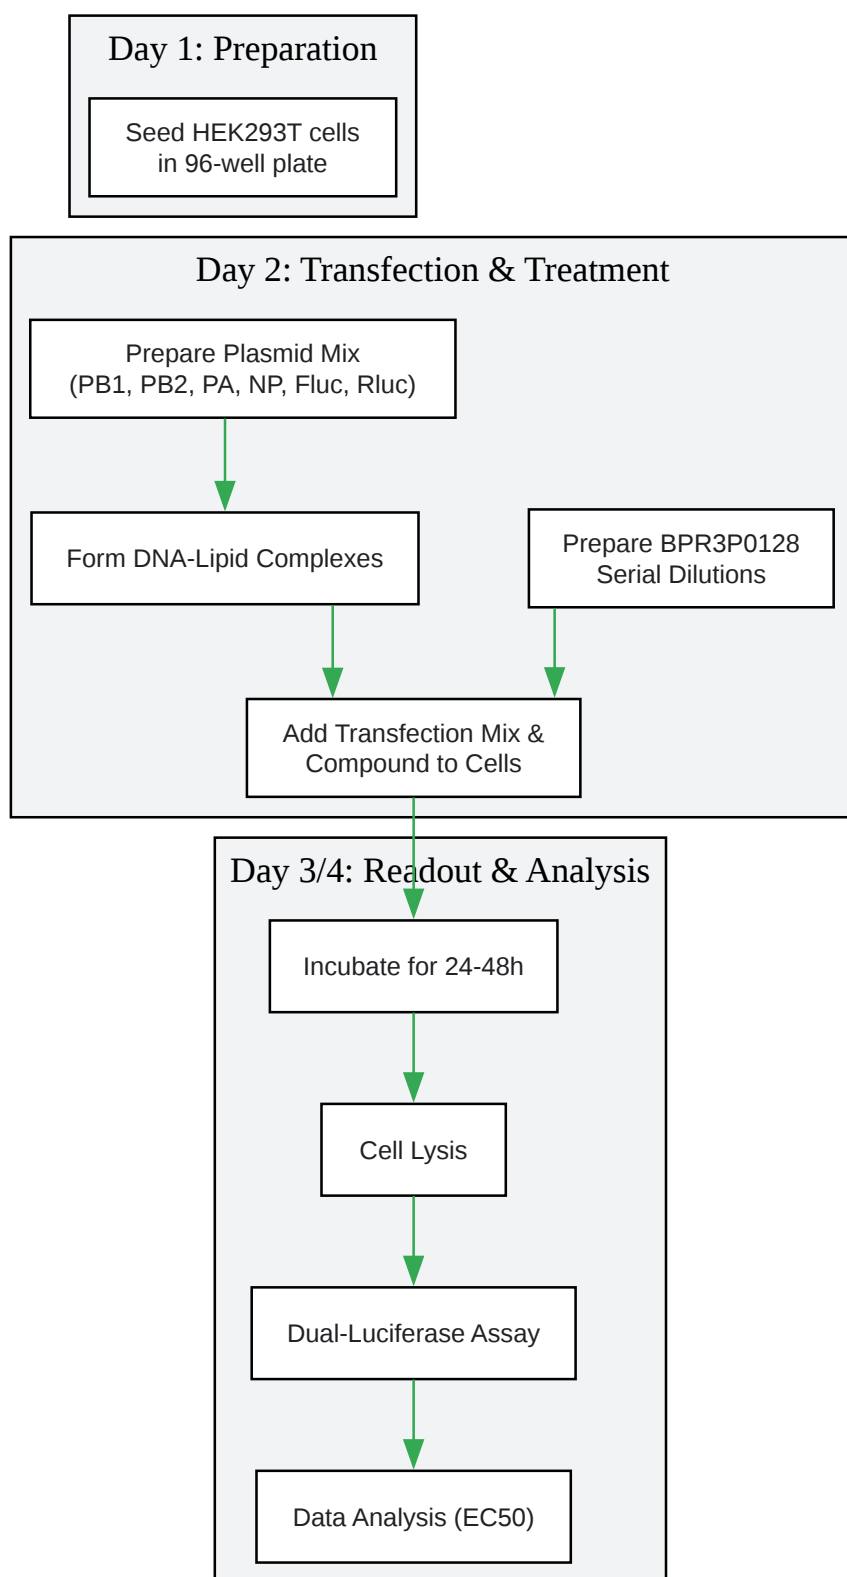 Day 1: Preparation
Seed HEK293T cells
in 96-well plate
Day 2: Transfection & Treatment
Prepare Plasmid Mix
(PB1, PB2, PA, NP, Fluc, Rluc)
Form DNA-Lipid Complexes
Prepare BPR3P0128
Serial Dilutions
Add Transfection Mix &
Compound to Cells
Day 3/4: Readout & Analysis
Incubate for 24-48h
Cell Lysis
Dual-Luciferase Assay
Data Analysis (EC50)